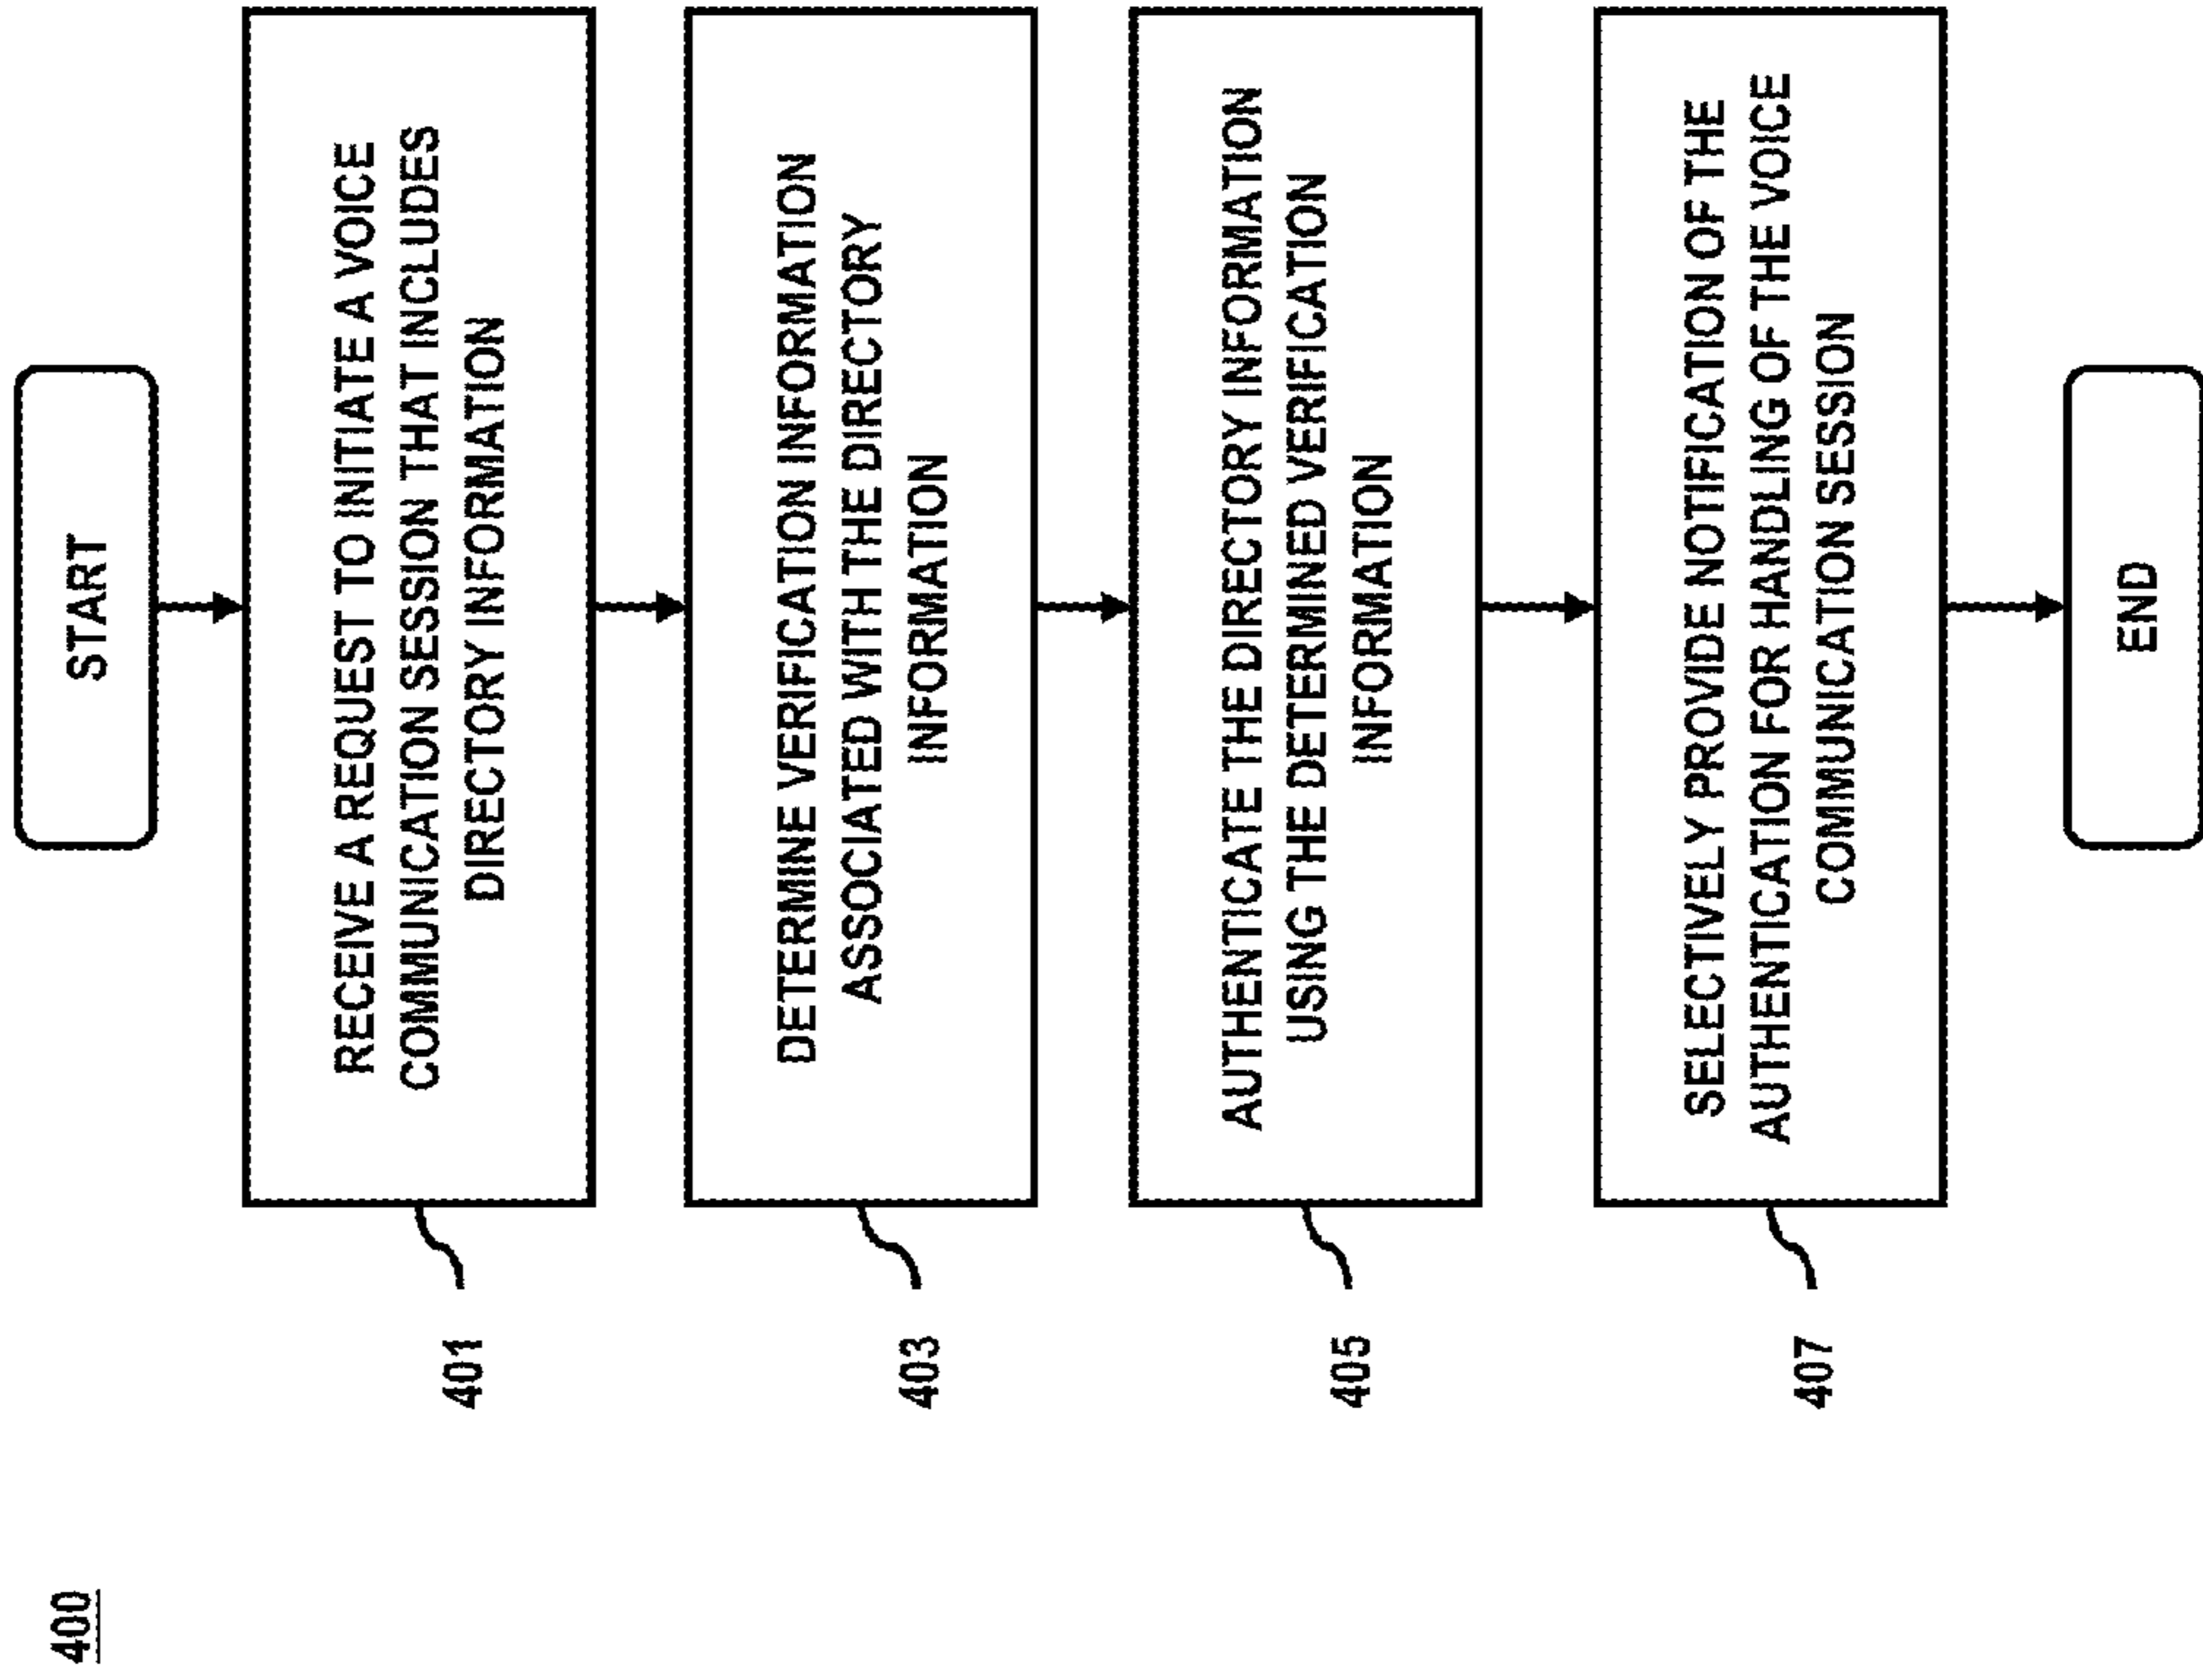 400
START
RECEIVE A REQUEST TO INITIATE A VOICE
COMMUNICATION SESSION THAT INCLUDES
DIRECTORY INFORMATION
401
DETERMINE VERIFICATION INFORMATION
ASSOCIATED WITH THE DIRECTORY
INFORMATION
403
AUTHENTICATE THE DIRECTORY INFORMATION
USING THE DETERMINED VERIFICATION
INFORMATION
405
SELECTIVELY PROVIDE NOTIFICATION OF THE
AUTHENTICATION FOR HANDLING OF THE VOICE
COMMUNICATION SESSION
407
END